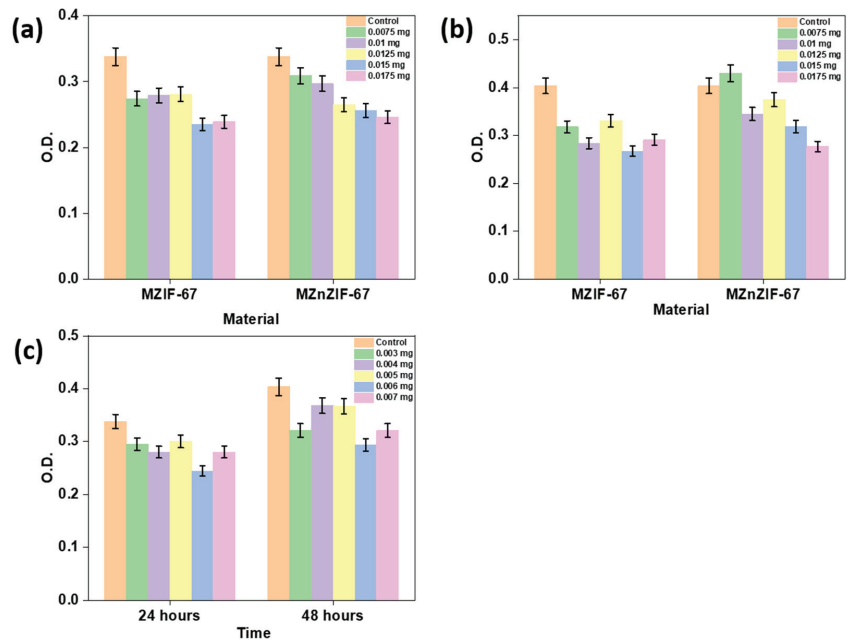 (a)
0.4
0.3
0.2
0.1
0.0
O.D.
Control
0.0075 mg
0.01 mg
0.0125 mg
0.015 mg
0.0175 mg
MZIF-67
MZnZIF-67
Material
(b)
0.5
0.4
0.3
0.2
0.1
0.0
O.D.
Control
0.0075 mg
0.01 mg
0.0125 mg
0.015 mg
0.0175 mg
MZIF-67
MZnZIF-67
Material
(c)
0.5
0.4
0.3
0.2
0.1
0.0
O.D.
Control
0.003 mg
0.004 mg
0.005 mg
0.006 mg
0.007 mg
24 hours
48 hours
Time